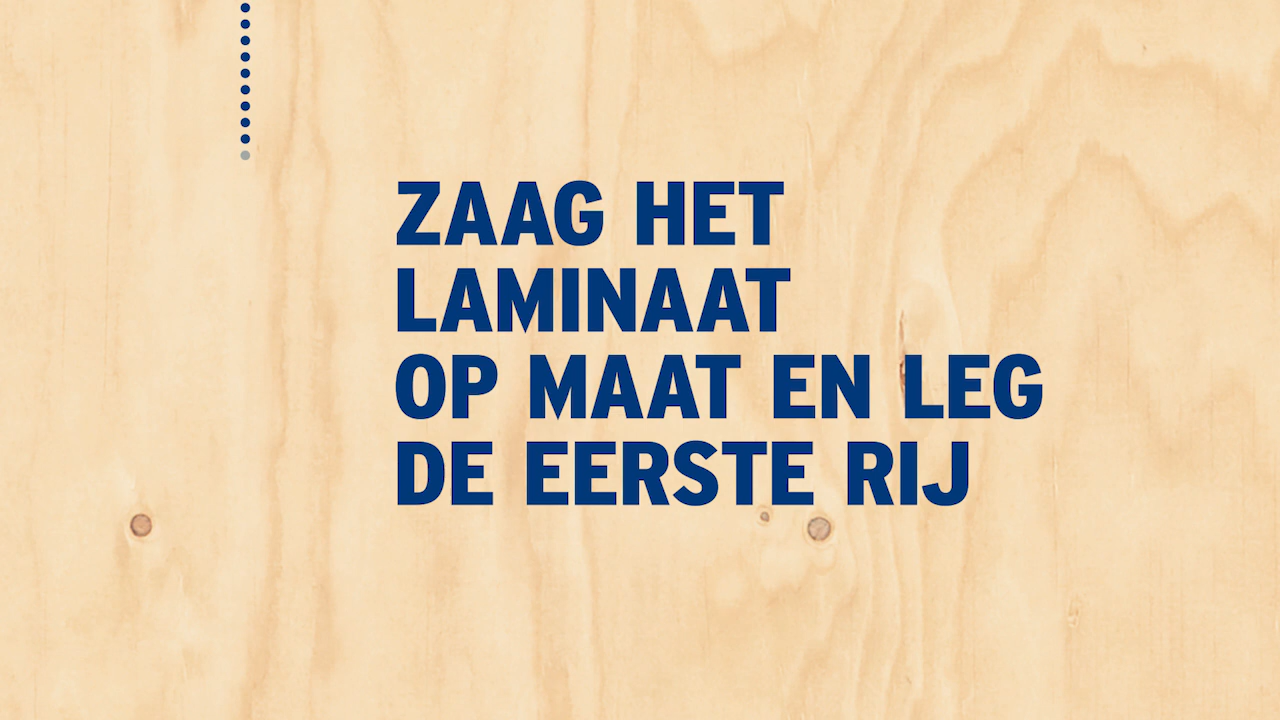 ZAAG HET
LAMINAAT
OP MAAT EN LEG
DE EERSTE RIJ